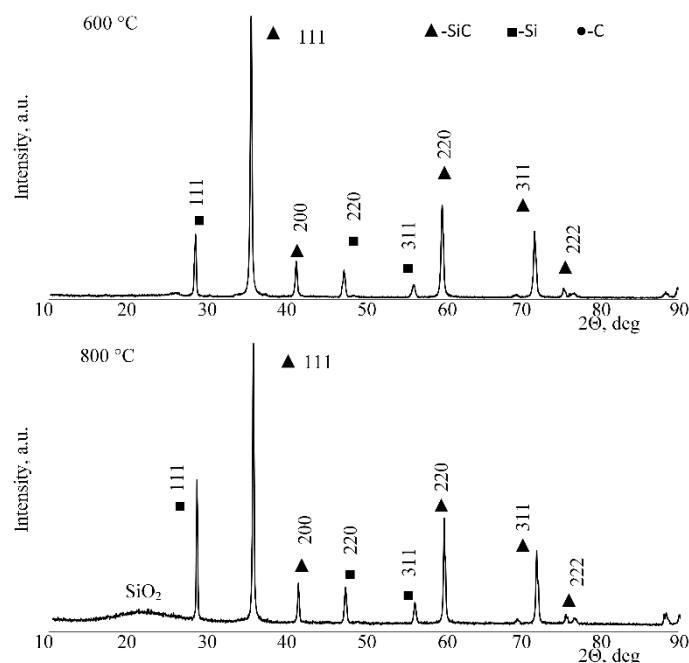 600 °C
▲ 111
▲-SiC ■-Si ●-C
Intensity, a.u.
111
200
220
311
220
311
222
10 20 30 40 50 60 70 80 90
2Θ, deg
800 °C
▲ 111
Intensity, a.u.
SiO₂
111
200
220
311
220
311
222
10 20 30 40 50 60 70 80 90
2Θ, deg